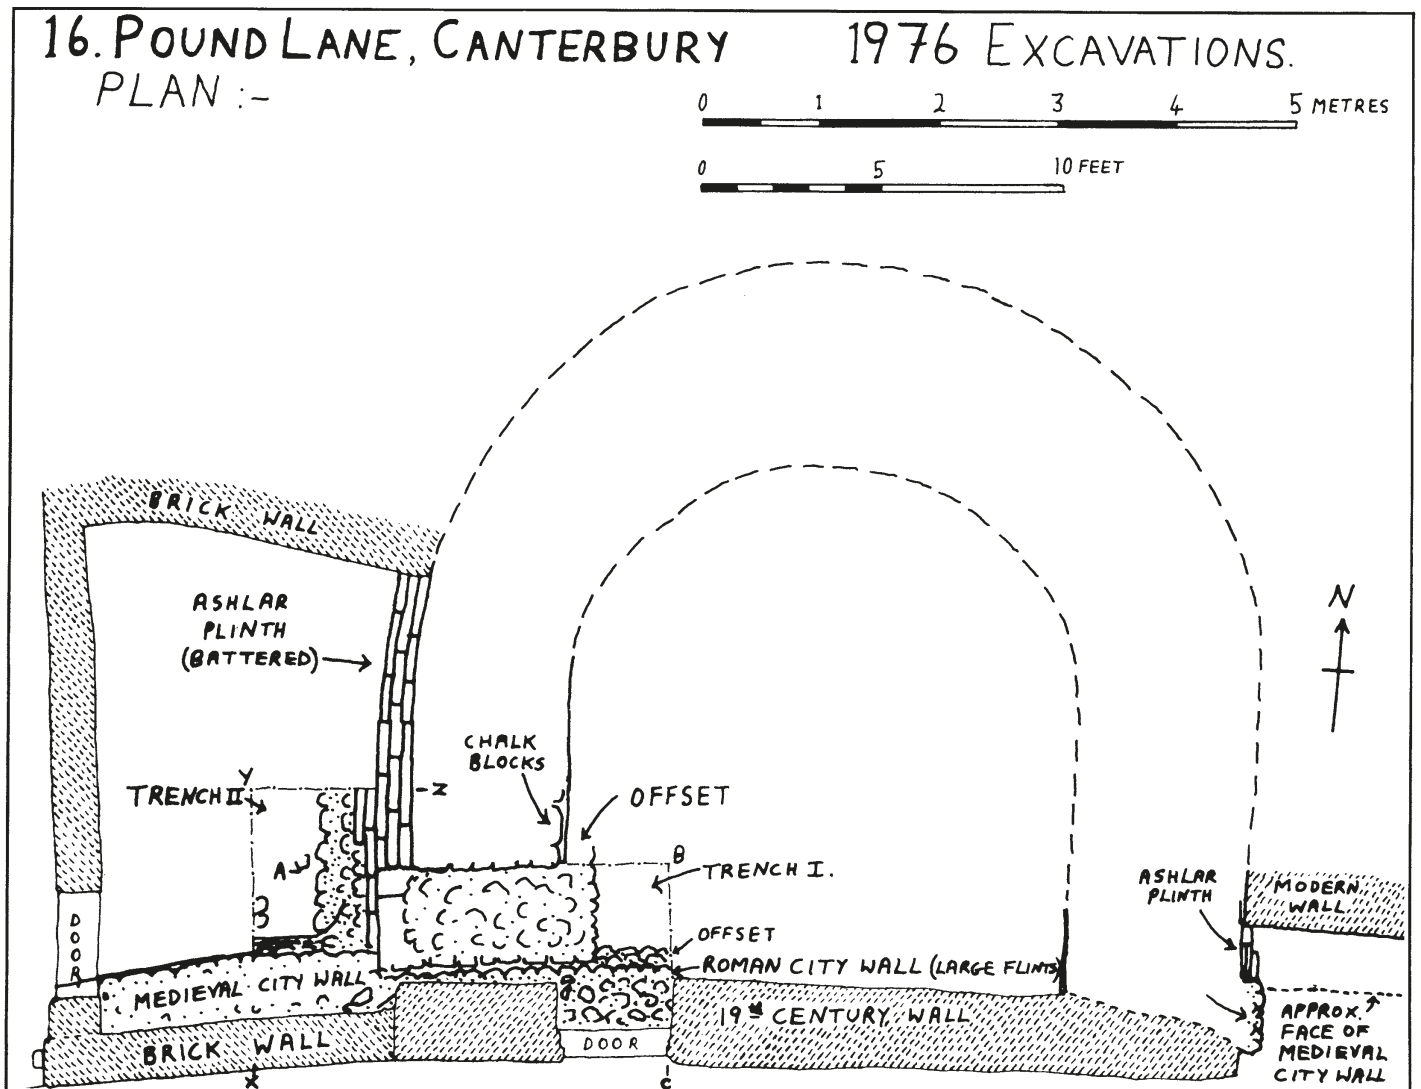 16. POUND LANE, CANTERBURY 1976 EXCAVATIONS.
PLAN :-
0 1 2 3 4 5 METRES
0 5 10 FEET
BRICK WALL
ASHLAR
PLINTH
(BATTERED)
N
CHALK
BLOCKS
OFFSET
Y
TRENCH II
-Z
A
B
TRENCH I.
ASHLAR
PLINTH
MODERN
WALL
DOOR
OFFSET
ROMAN CITY WALL (LARGE FLINTS)
MEDIEVAL CITY WALL
19TH CENTURY WALL
APPROX.
FACE OF
MEDIEVAL
CITY WALL
BRICK WALL
DOOR
X
C